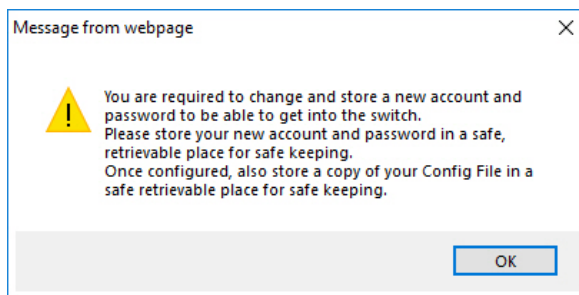 Message from webpage
You are required to change and store a new account and
password to be able to get into the switch.
Please store your new account and password in a safe,
retrievable place for safe keeping.
Once configured, also store a copy of your Config File in a
safe retrievable place for safe keeping.
OK